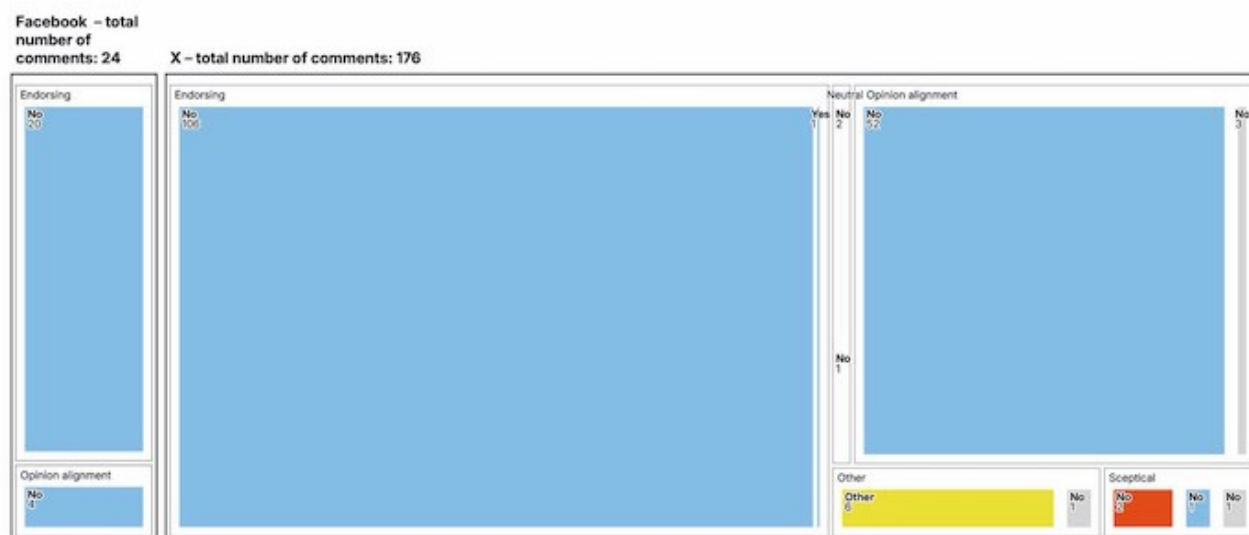 Facebook – total
number of
comments: 24
X – total number of comments: 176
Endorsing
No
20
Opinion alignment
No
4
Endorsing
No
106
Yes
1
Neutral
No
2
No
1
Opinion alignment
No
52
No
3
Other
Other
6
No
1
Sceptical
No
2
No
1
No
1